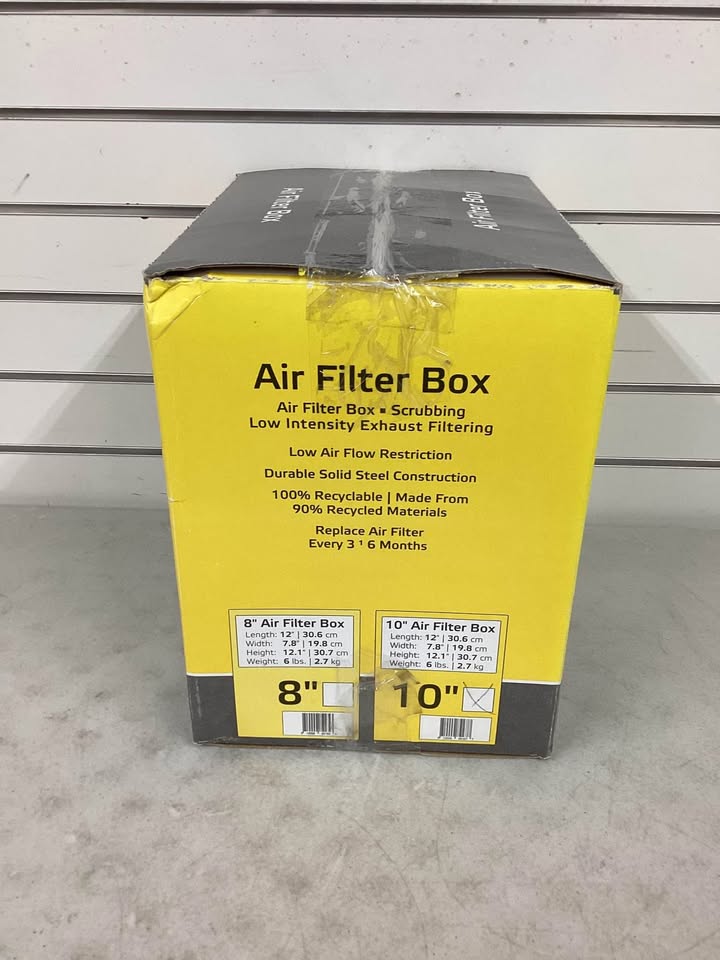 Air Filter Box
Air Filter Box
Air Filter Box
Air Filter Box ▪ Scrubbing
Low Intensity Exhaust Filtering
Low Air Flow Restriction
Durable Solid Steel Construction
100% Recyclable | Made From
90% Recycled Materials
Replace Air Filter
Every 3 ¹ 6 Months
8" Air Filter Box
Length: 12" | 30.6 cm
Width: 7.8" | 19.8 cm
Height: 12.1" | 30.7 cm
Weight: 6 lbs. | 2.7 kg
8"
10" Air Filter Box
Length: 12" | 30.6 cm
Width: 7.8" | 19.8 cm
Height: 12.1" | 30.7 cm
Weight: 6 lbs. | 2.7 kg
10"